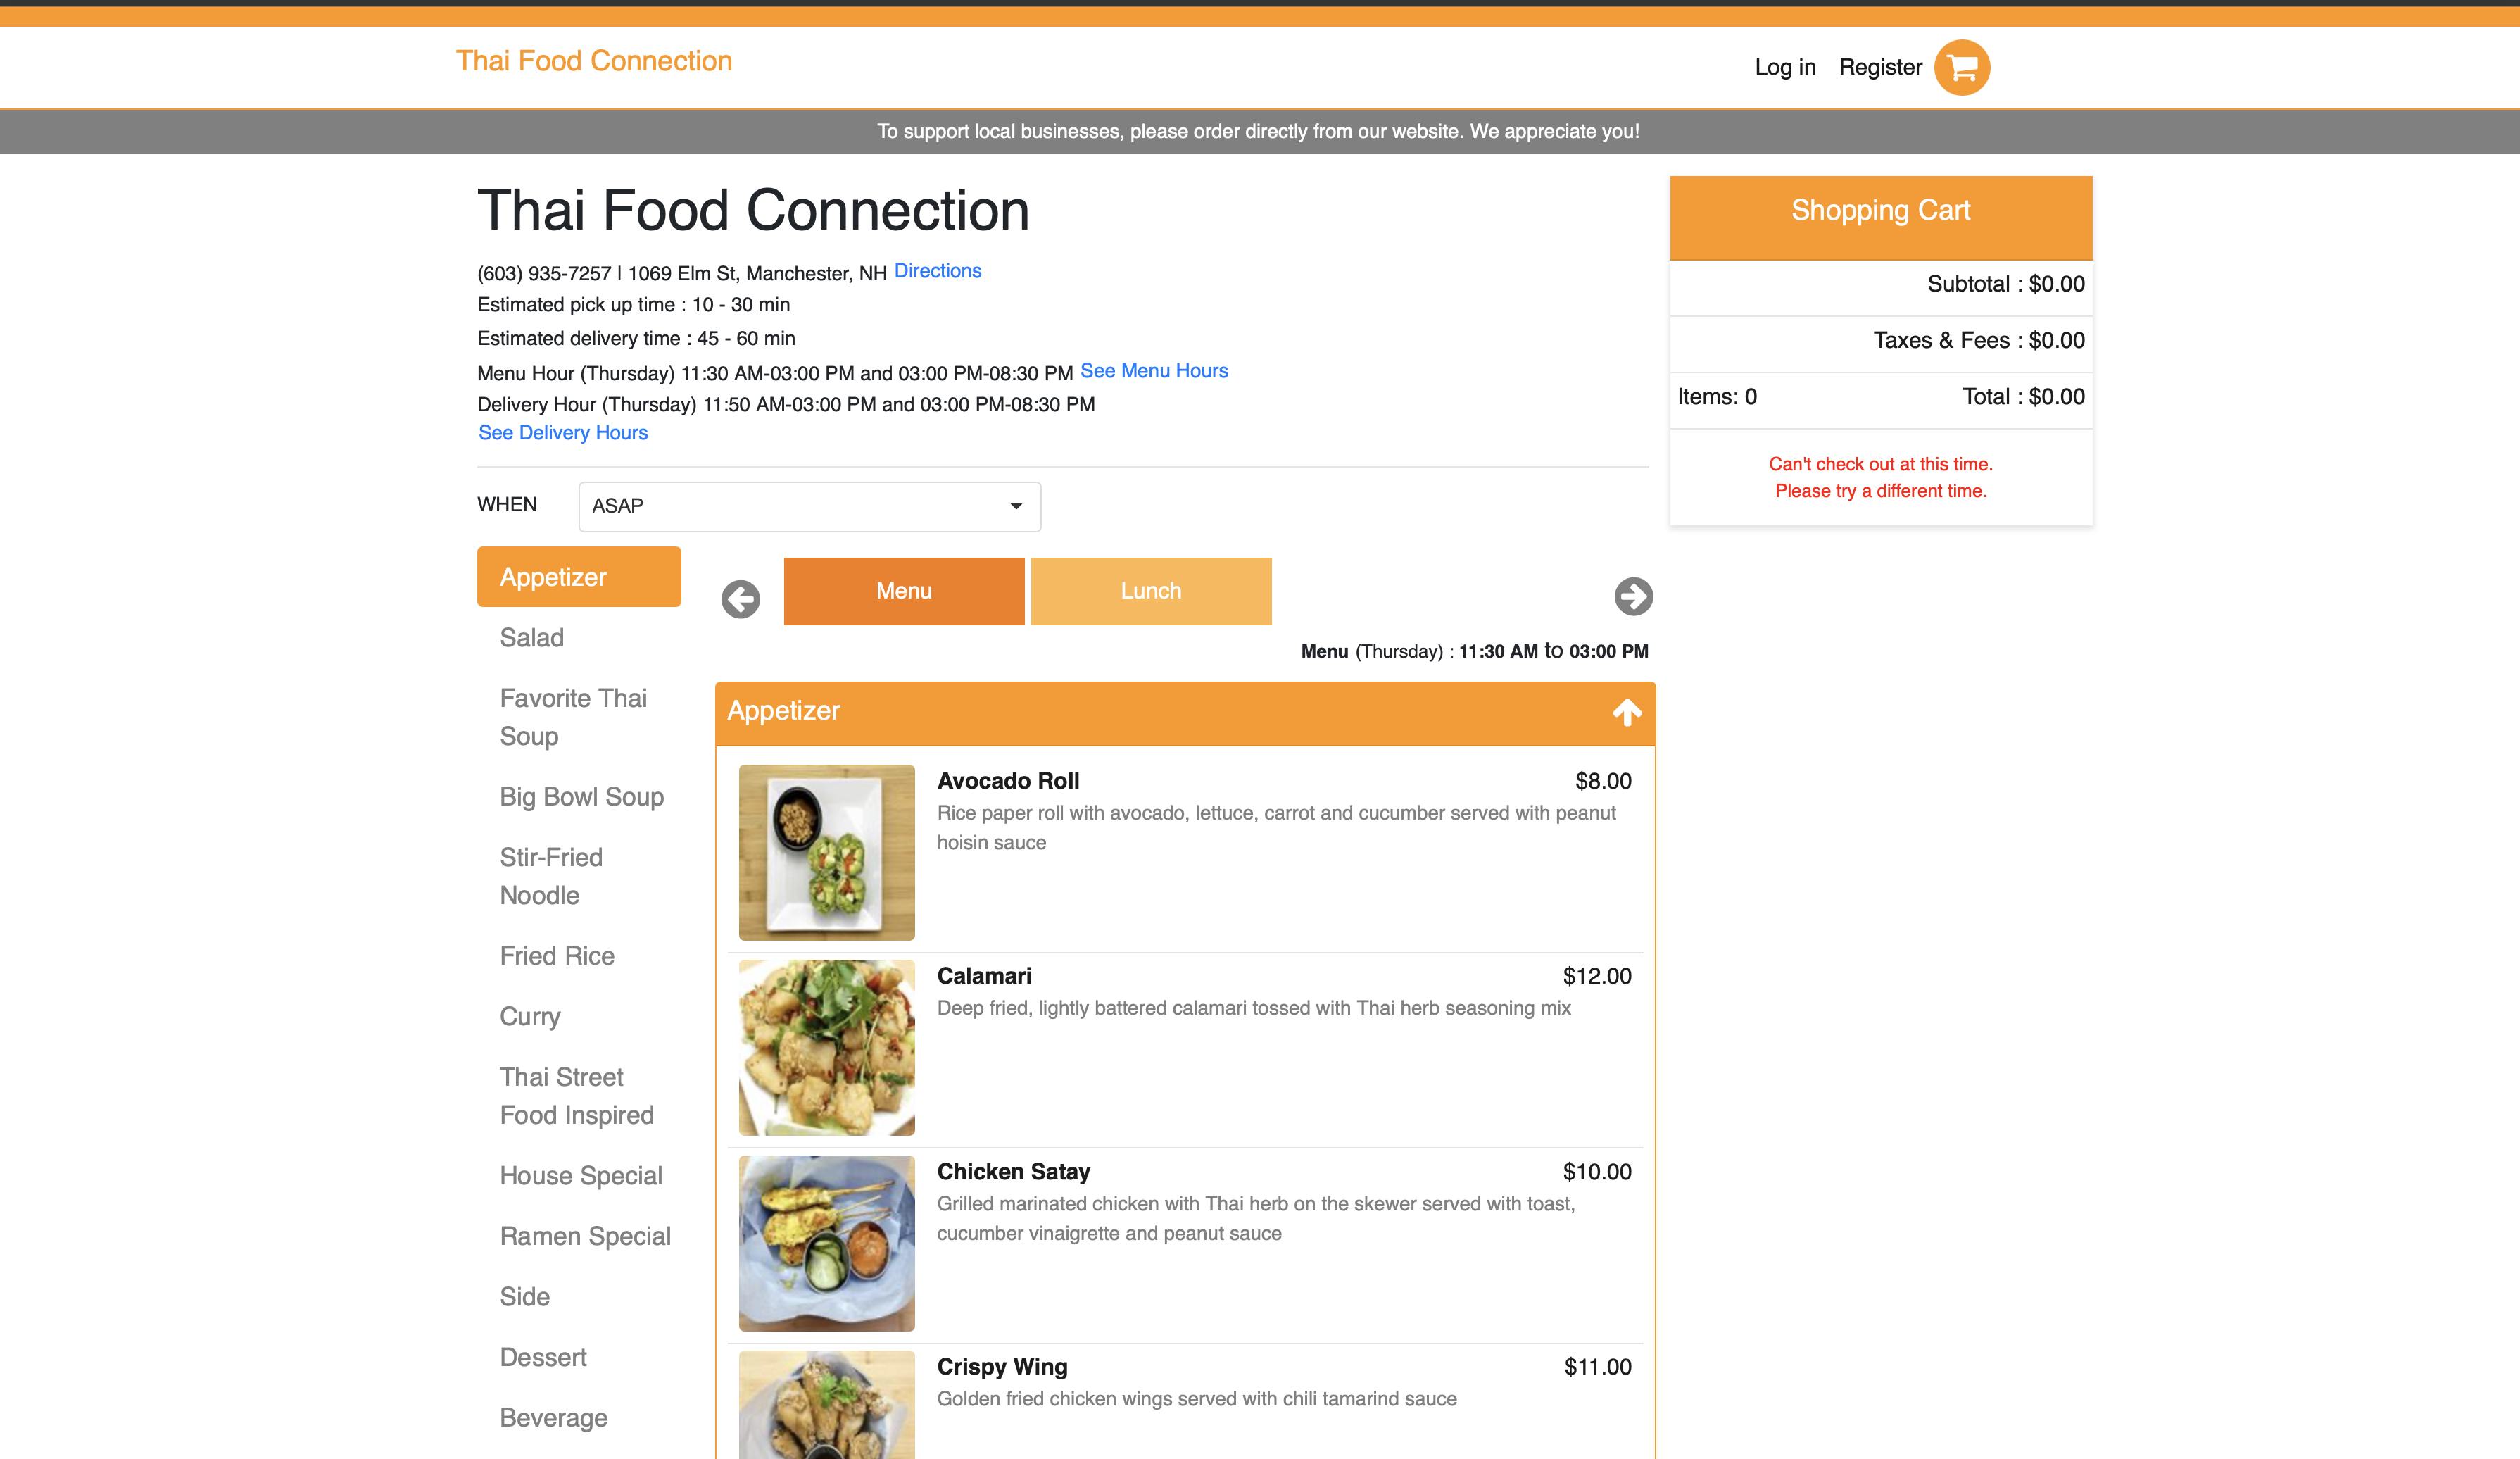 Thai Food Connection
Log in Register
To support local businesses, please order directly from our website. We appreciate you!
Thai Food Connection
(603) 935-7257 | 1069 Elm St, Manchester, NH Directions
Estimated pick up time : 10 - 30 min
Estimated delivery time : 45 - 60 min
Menu Hour (Thursday) 11:30 AM-03:00 PM and 03:00 PM-08:30 PM See Menu Hours
Delivery Hour (Thursday) 11:50 AM-03:00 PM and 03:00 PM-08:30 PM
See Delivery Hours
Shopping Cart
Subtotal : $0.00
Taxes & Fees : $0.00
Items: 0 Total : $0.00
Can't check out at this time.
Please try a different time.
WHEN ASAP
Appetizer
Salad
Favorite Thai
Soup
Big Bowl Soup
Stir-Fried
Noodle
Fried Rice
Curry
Thai Street
Food Inspired
House Special
Ramen Special
Side
Dessert
Beverage
Menu Lunch
Menu (Thursday) : 11:30 AM to 03:00 PM
Appetizer
Avocado Roll $8.00
Rice paper roll with avocado, lettuce, carrot and cucumber served with peanut
hoisin sauce
Calamari $12.00
Deep fried, lightly battered calamari tossed with Thai herb seasoning mix
Chicken Satay $10.00
Grilled marinated chicken with Thai herb on the skewer served with toast,
cucumber vinaigrette and peanut sauce
Crispy Wing $11.00
Golden fried chicken wings served with chili tamarind sauce